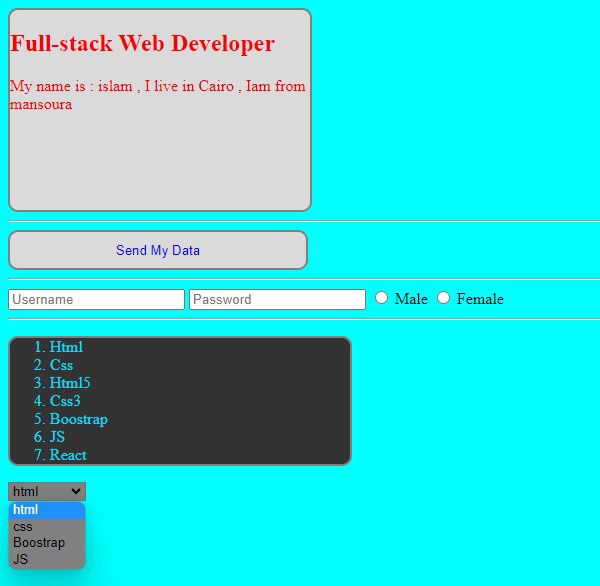 Full-stack Web Developer
My name is : islam , I live in Cairo , Iam from
mansoura
Send My Data
Username Password Male Female
1. Html
2. Css
3. Html5
4. Css3
5. Boostrap
6. JS
7. React
html
html
css
Boostrap
JS